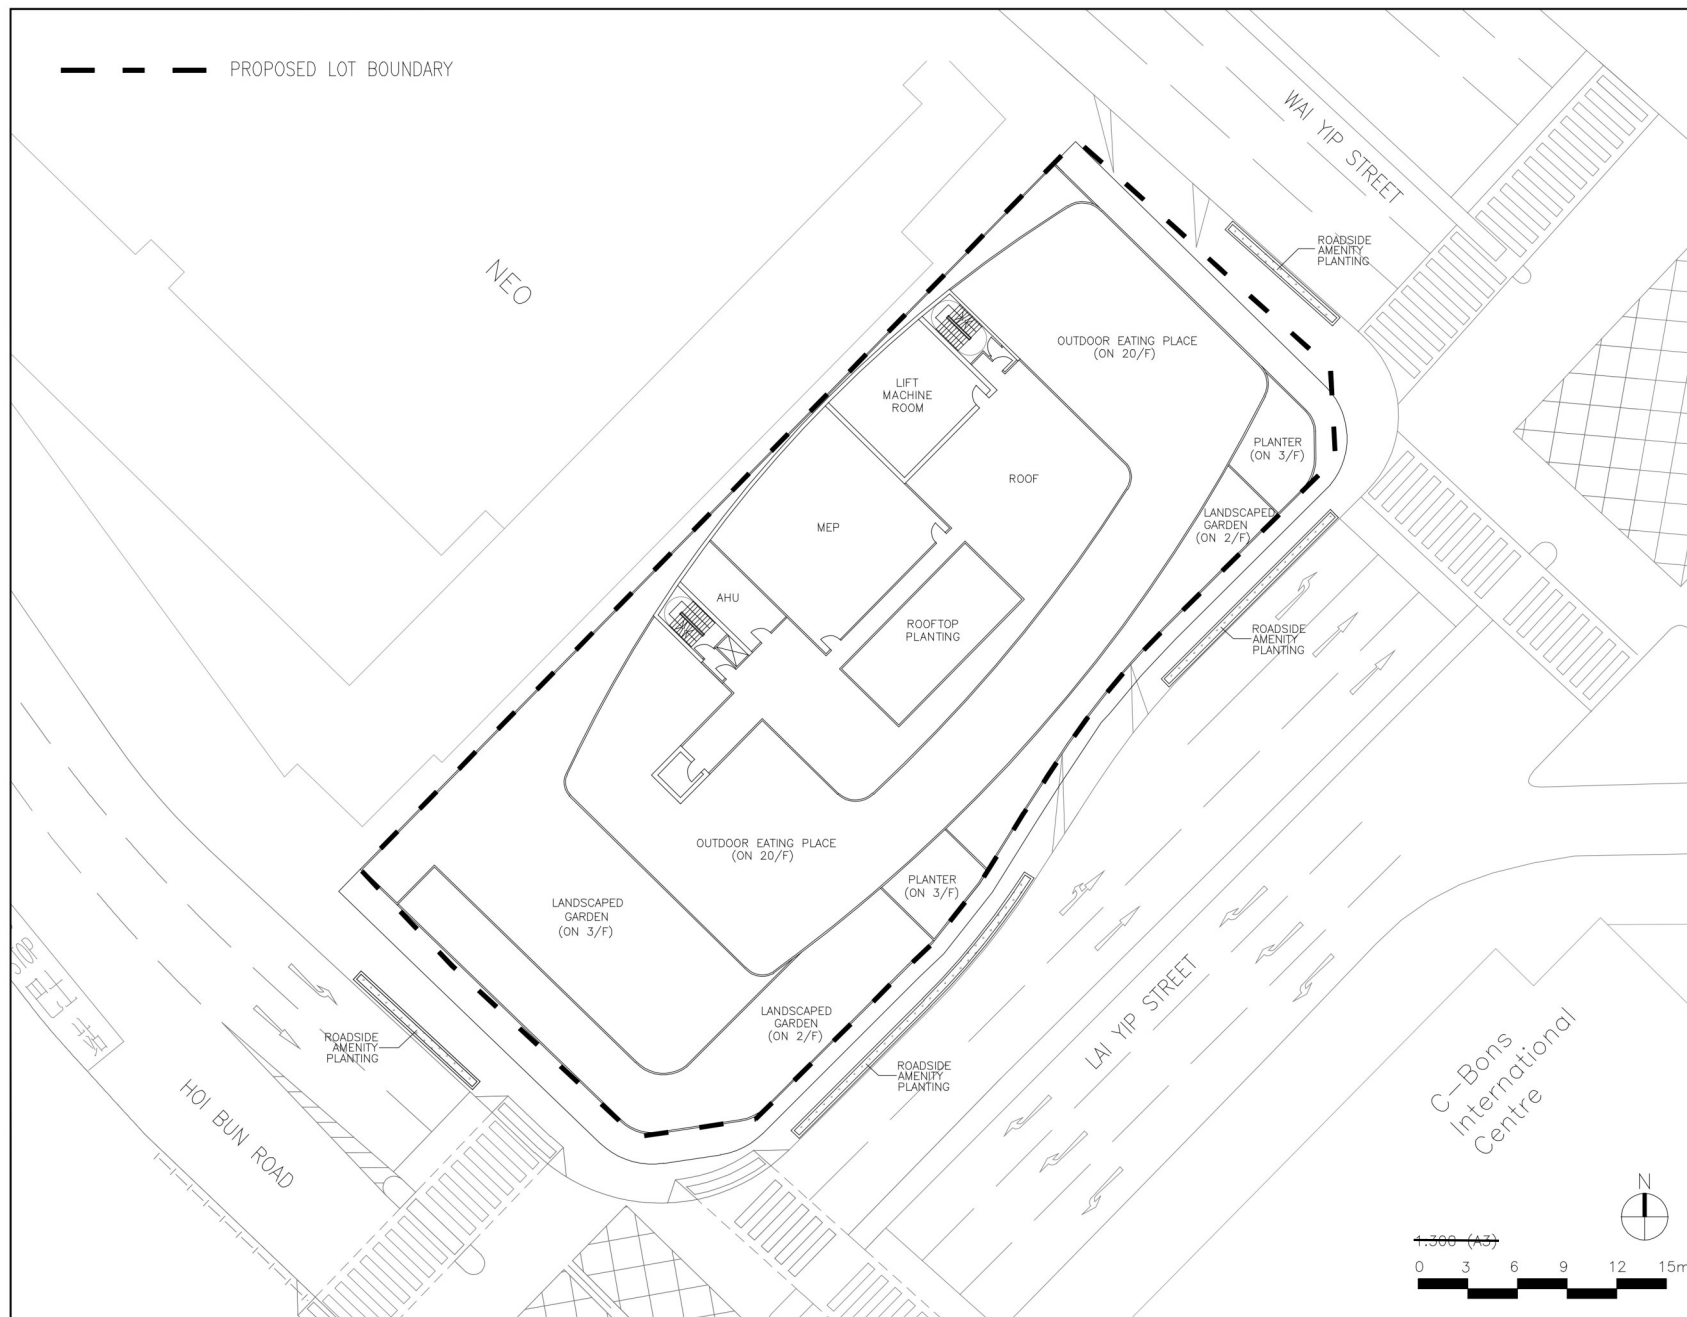 PROPOSED LOT BOUNDARY
WAI YIP STREET
ROADSIDE
AMENITY
PLANTING
NEO
OUTDOOR EATING PLACE
(ON 20/F)
LIFT
MACHINE
ROOM
PLANTER
(ON 3/F)
ROOF
LANDSCAPED
GARDEN
(ON 2/F)
MEP
AHU
ROOFTOP
PLANTING
ROADSIDE
AMENITY
PLANTING
OUTDOOR EATING PLACE
(ON 20/F)
PLANTER
(ON 3/F)
LANDSCAPED
GARDEN
(ON 3/F)
LANDSCAPED
GARDEN
(ON 2/F)
ROADSIDE
AMENITY
PLANTING
ROADSIDE
AMENITY
PLANTING
LAI YIP STREET
HOI BUN ROAD
C-Bons
International
Centre
N
1:300 (A3)
0 3 6 9 12 15m